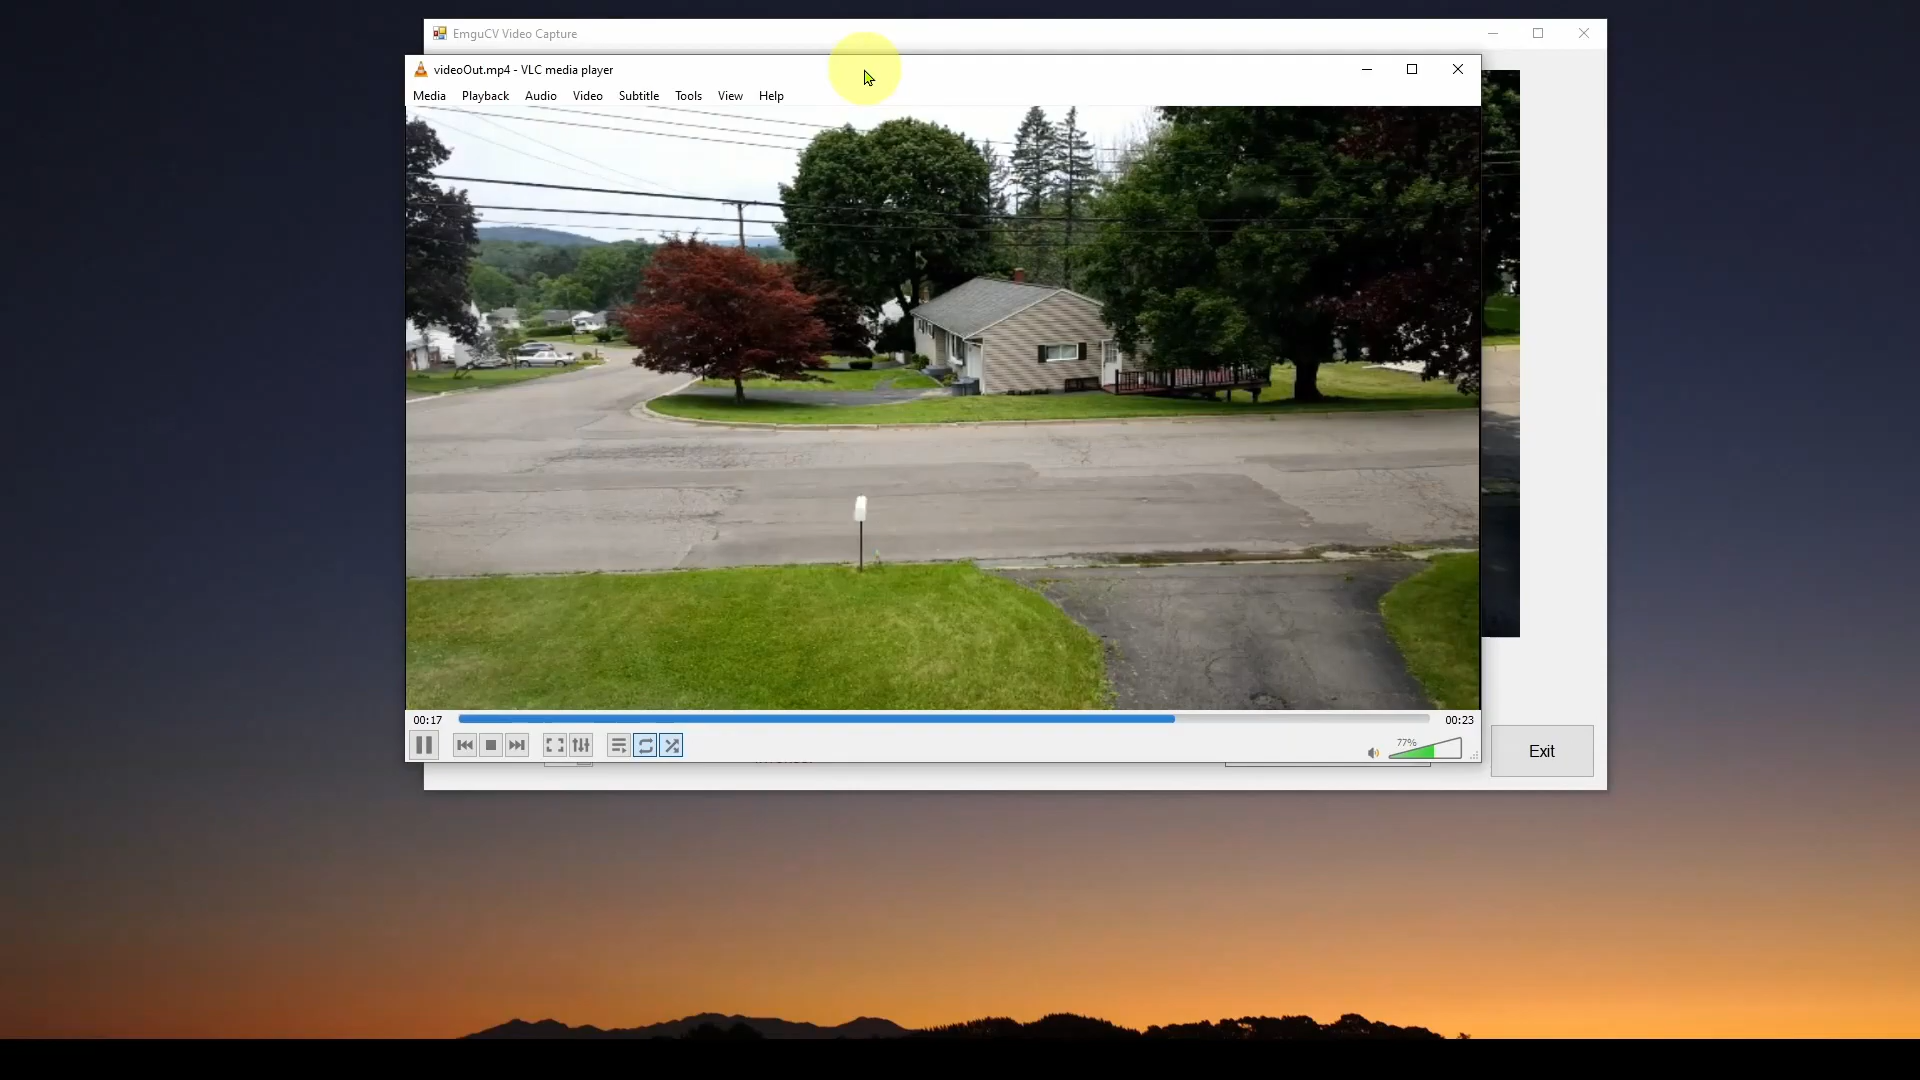 EmguCV Video Capture
videoOut.mp4 - VLC media player
Media Playback Audio Video Subtitle Tools View Help
00:17
00:23
77%
Exit